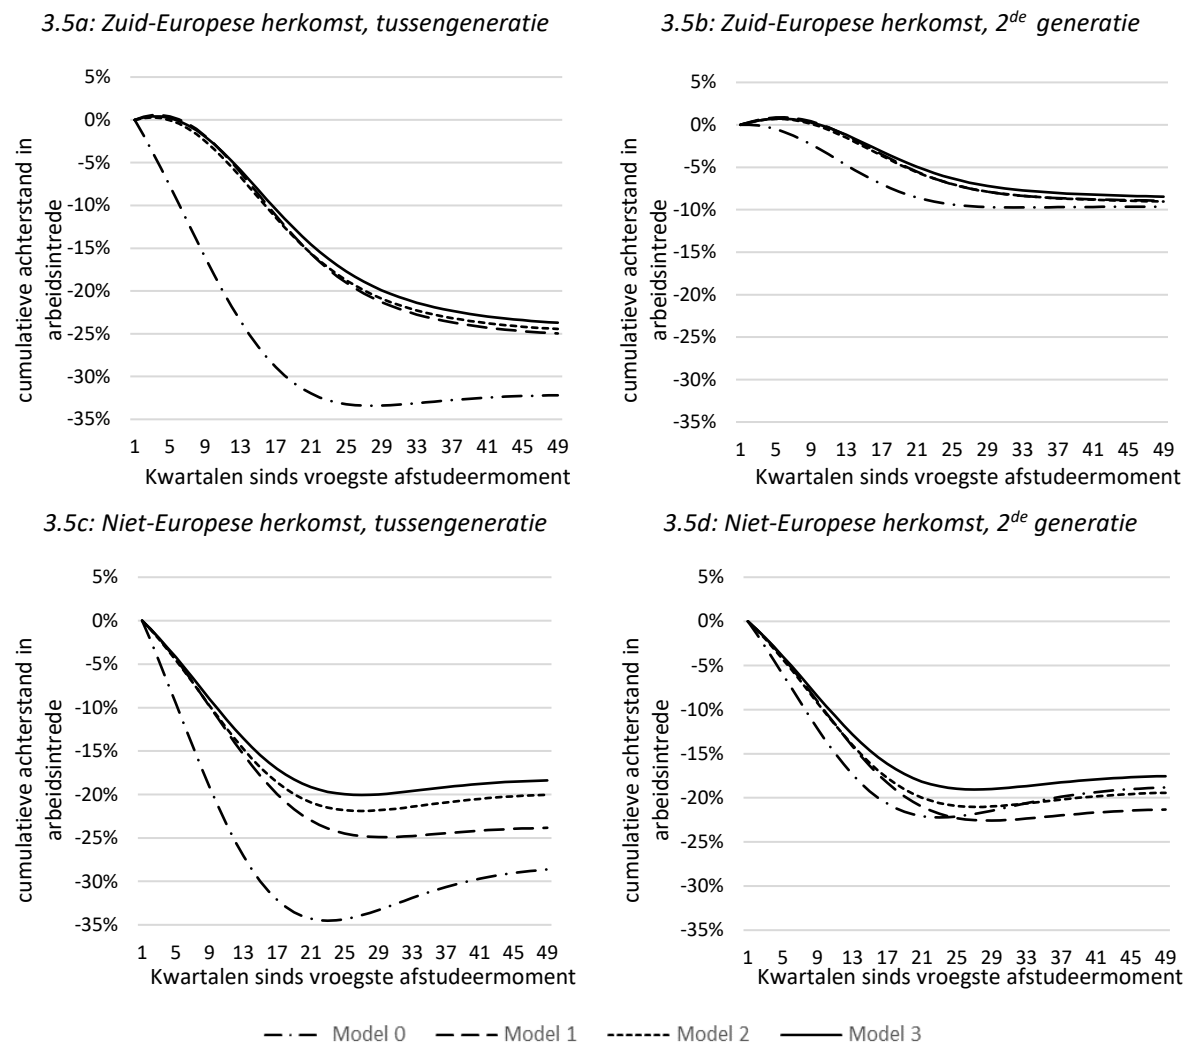 3.5a: Zuid-Europese herkomst, tussengeneratie
5%
0%
-5%
-10%
-15%
-20%
-25%
-30%
-35%
cumulatieve achterstand in
arbeidsintrede
1 5 9 13 17 21 25 29 33 37 41 45 49
Kwartalen sinds vroegste afstudeermoment
3.5b: Zuid-Europese herkomst, 2de generatie
5%
0%
-5%
-10%
-15%
-20%
-25%
-30%
-35%
cumulatieve achterstand in
arbeidsintrede
1 5 9 13 17 21 25 29 33 37 41 45 49
Kwartalen sinds vroegste afstudeermoment
3.5c: Niet-Europese herkomst, tussengeneratie
5%
0%
-5%
-10%
-15%
-20%
-25%
-30%
-35%
cumulatieve achterstand in
arbeidsintrede
1 5 9 13 17 21 25 29 33 37 41 45 49
Kwartalen sinds vroegste afstudeermoment
3.5d: Niet-Europese herkomst, 2de generatie
5%
0%
-5%
-10%
-15%
-20%
-25%
-30%
-35%
cumulatieve achterstand in
arbeidsintrede
1 5 9 13 17 21 25 29 33 37 41 45 49
Kwartalen sinds vroegste afstudeermoment
Model 0 Model 1 Model 2 Model 3